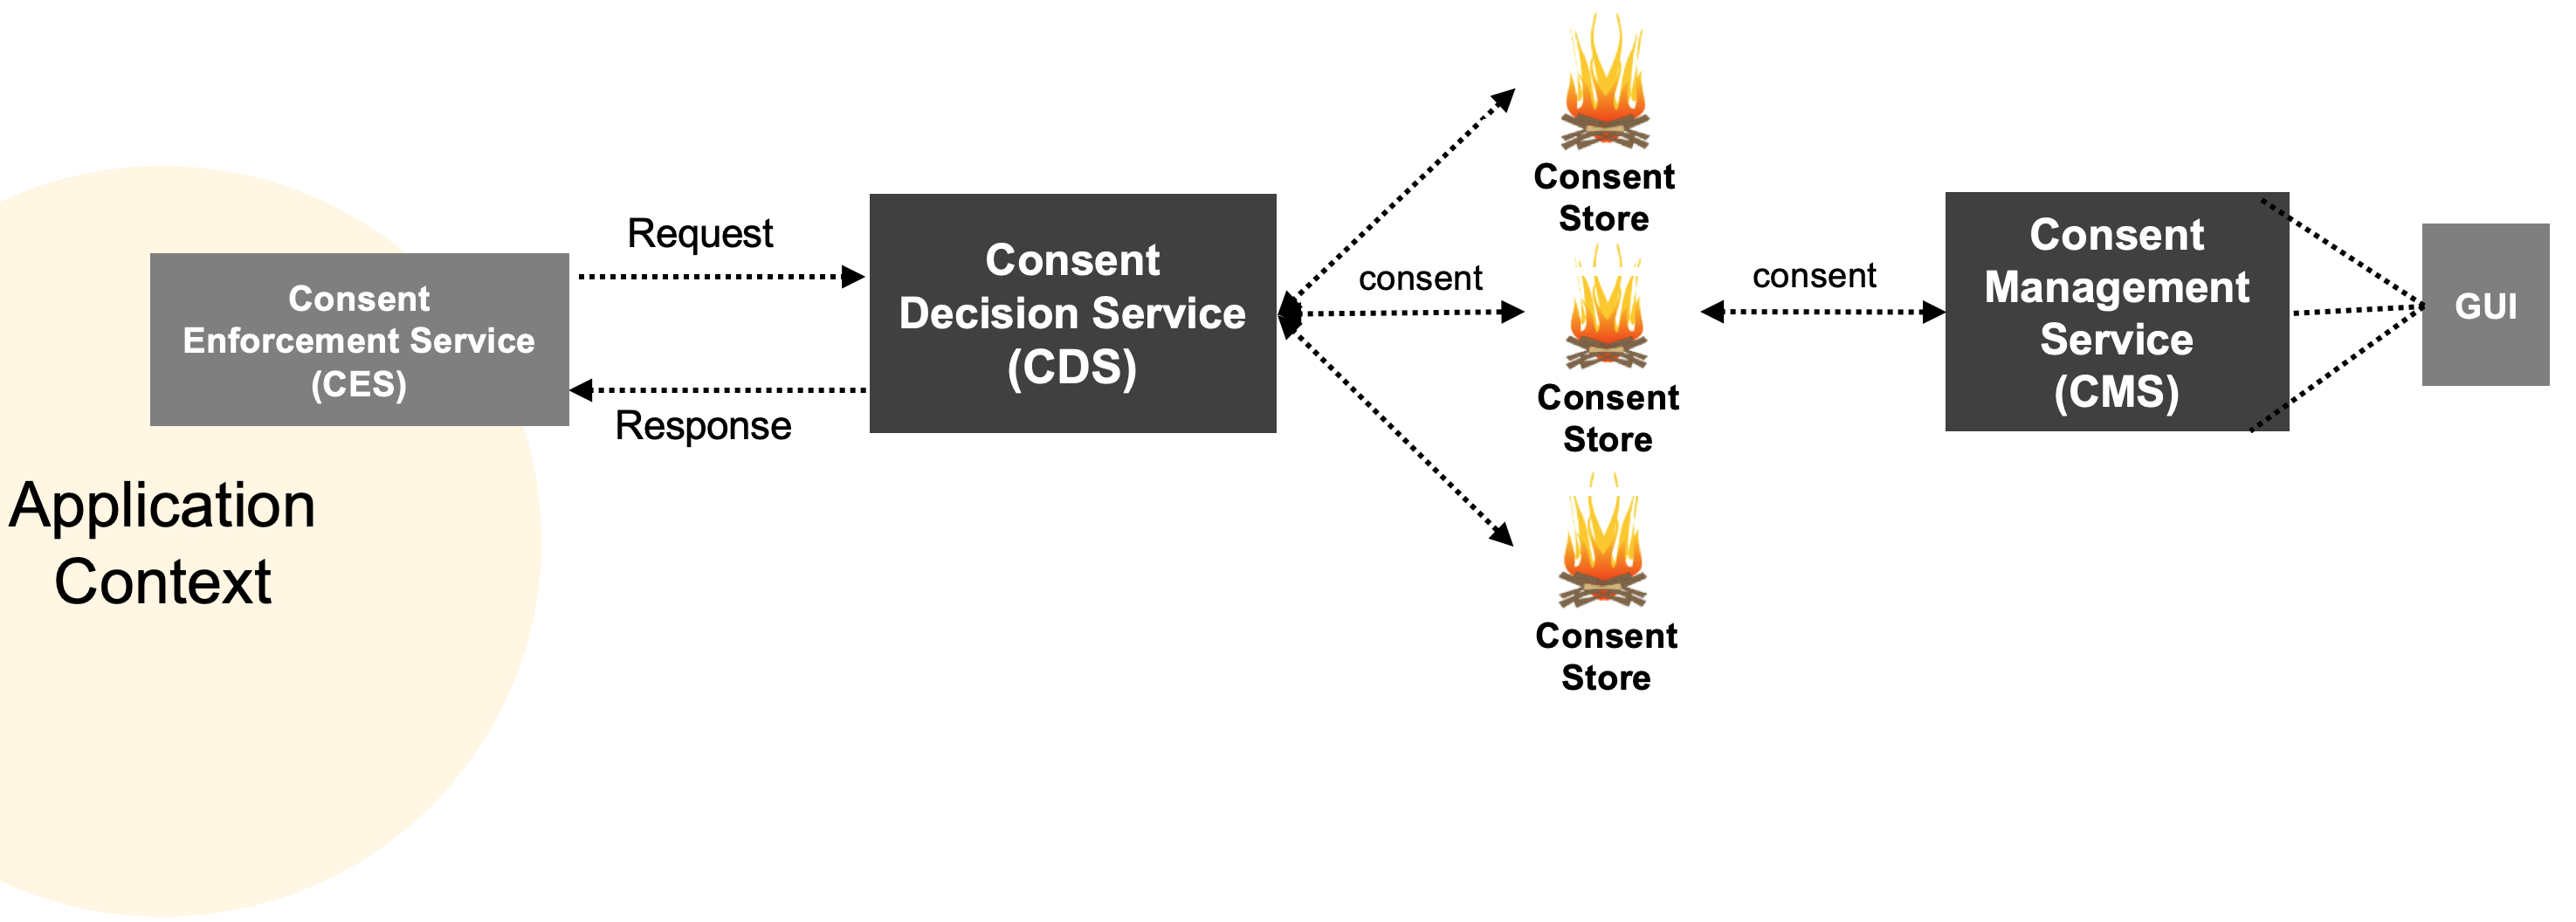 Application
Context
Consent
Enforcement Service
(CES)
Request
Response
Consent
Decision Service
(CDS)
consent
Consent
Store
Consent
Store
Consent
Store
consent
Consent
Management
Service
(CMS)
GUI